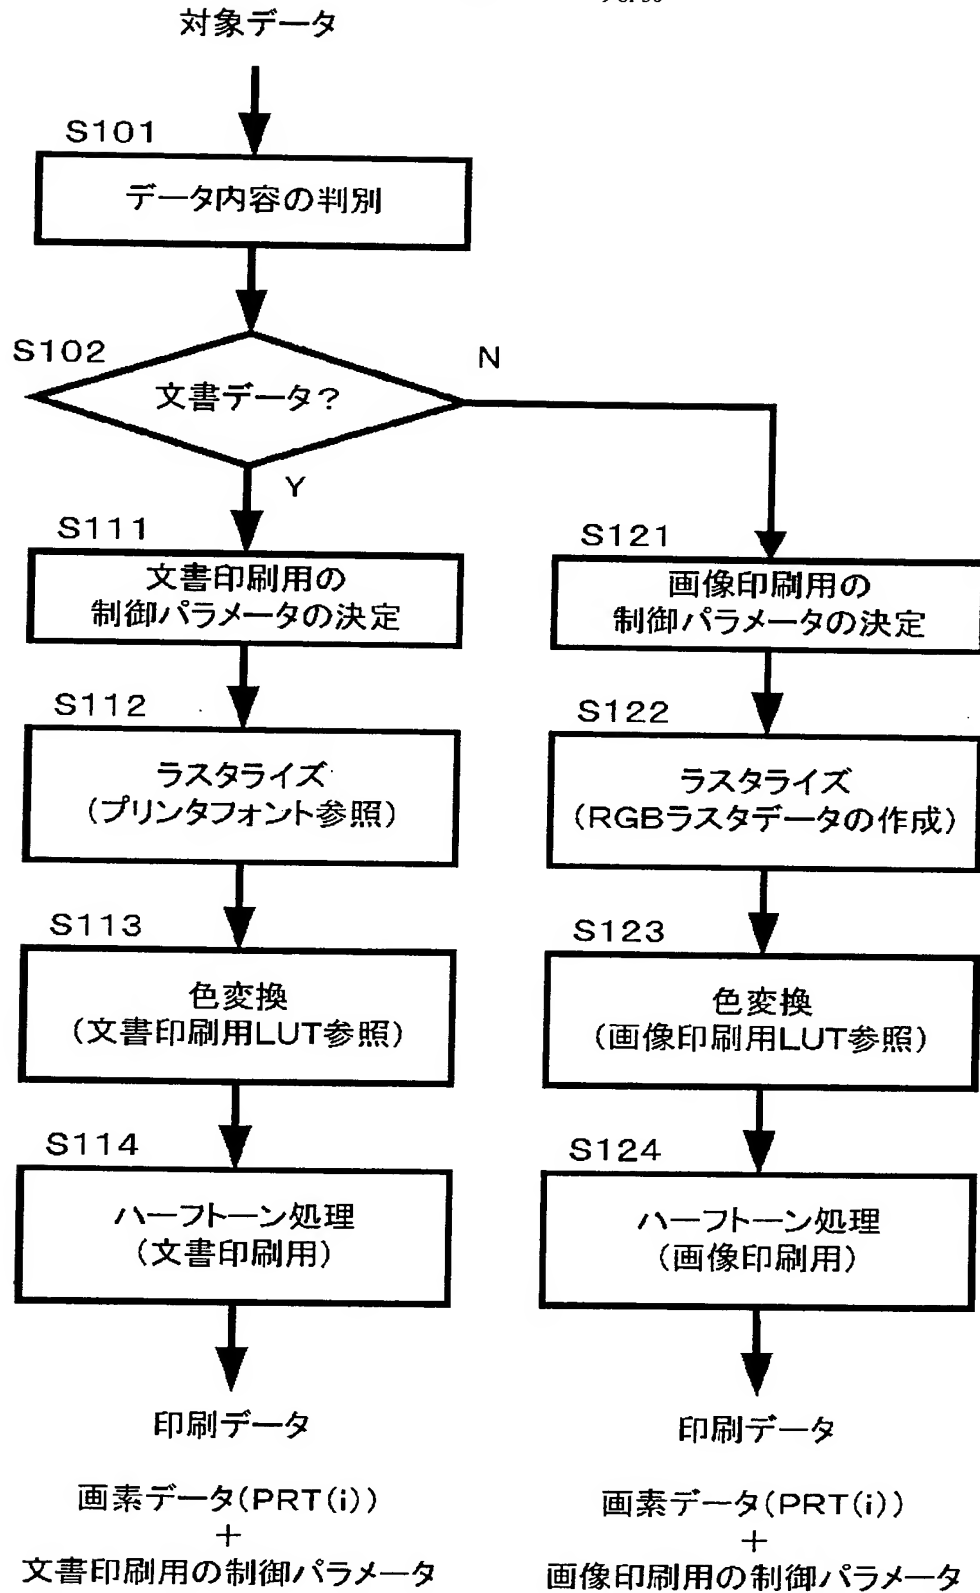 対象データ
S101
データ内容の判別
S102
文書データ?
N
Y
S111
文書印刷用の
制御パラメータの決定
S112
ラスタライズ
(プリンタフォント参照)
S113
色変換
(文書印刷用LUT参照)
S114
ハーフトーン処理
(文書印刷用)
印刷データ
画素データ(PRT(i))
+
文書印刷用の制御パラメータ
S121
画像印刷用の
制御パラメータの決定
S122
ラスタライズ
(RGBラスタデータの作成)
S123
色変換
(画像印刷用LUT参照)
S124
ハーフトーン処理
(画像印刷用)
印刷データ
画素データ(PRT(i))
+
画像印刷用の制御パラメータ